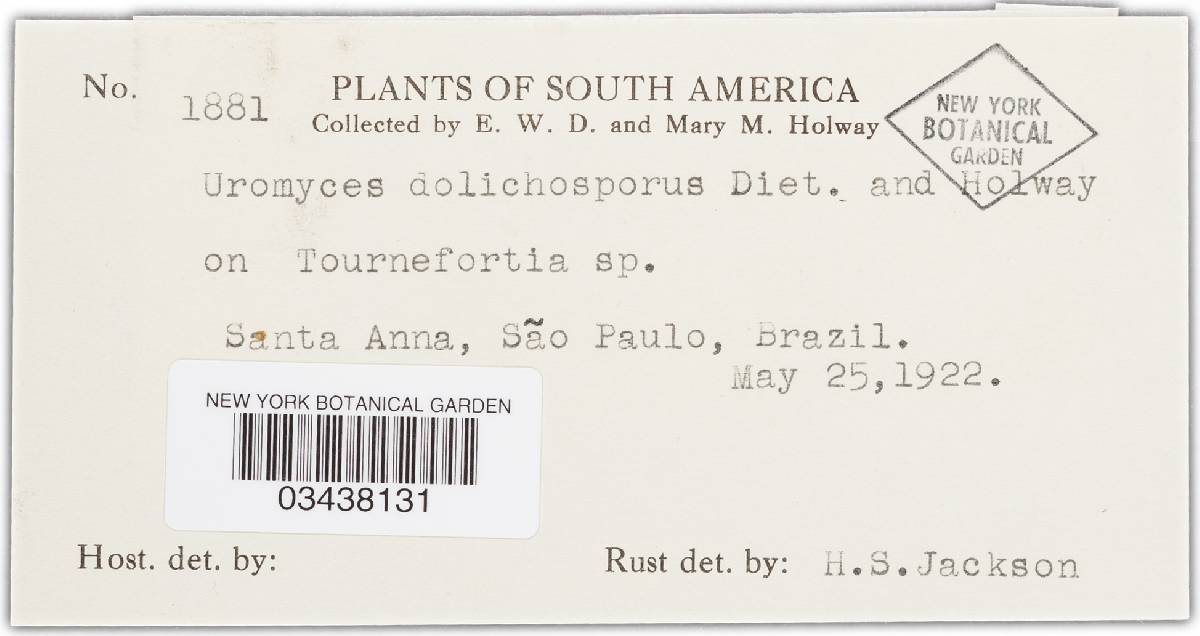 No. 1881 PLANTS OF SOUTH AMERICA
Collected by E. W. D. and Mary M. Holway
NEW YORK
BOTANICAL
GARDEN
Uromyces dolichosporus Diet. and Holway
on Tournefortia sp.
Santa Anna, São Paulo, Brazil.
May 25,1922.
NEW YORK BOTANICAL GARDEN
03438131
Host. det. by:
Rust det. by: H.S.Jackson